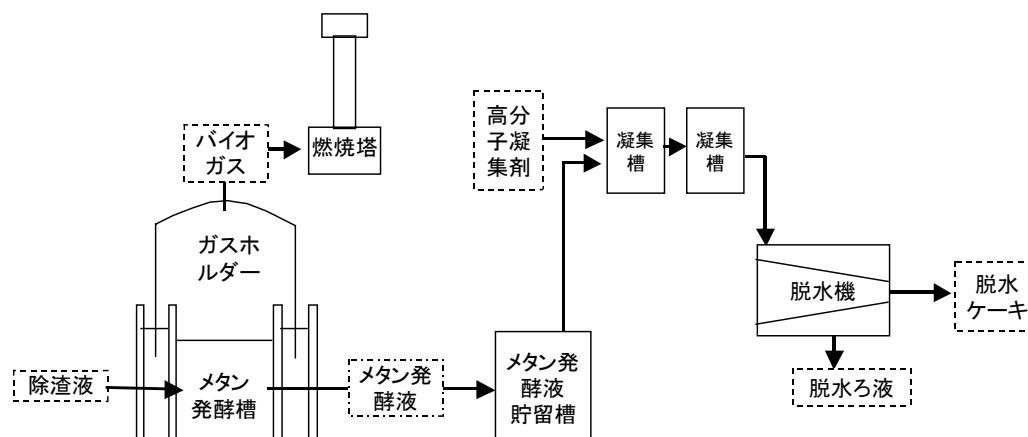 バイオ
ガス
燃焼塔
ガスホ
ルダー
除渣液
メタン
発酵槽
メタン発
酵液
メタン発
酵液
貯留槽
高分
子凝
集剤
凝集
槽
凝集
槽
脱水機
脱水
ケーキ
脱水ろ液